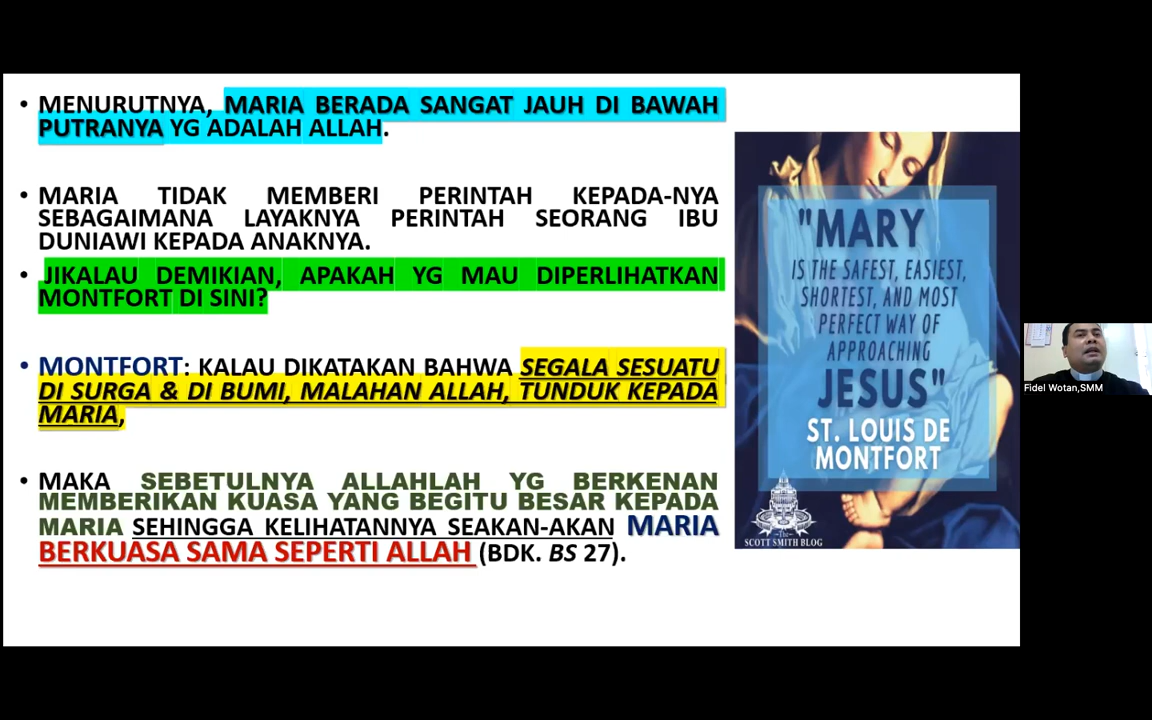 • MENURUTNYA, MARIA BERADA SANGAT JAUH DI BAWAH
PUTRANYA YG ADALAH ALLAH.
• MARIA TIDAK MEMBERI PERINTAH KEPADA-NYA
SEBAGAIMANA LAYAKNYA PERINTAH SEORANG IBU
DUNIAWI KEPADA ANAKNYA.
• JIKALAU DEMIKIAN, APAKAH YG MAU DIPERLIHATKAN
MONTFORT DI SINI?
• MONTFORT: KALAU DIKATAKAN BAHWA SEGALA SESUATU
DI SURGA & DI BUMI, MALAHAN ALLAH, TUNDUK KEPADA
MARIA,
• MAKA SEBETULNYA ALLAHLAH YG BERKENAN
MEMBERIKAN KUASA YANG BEGITU BESAR KEPADA
MARIA SEHINGGA KELIHATANNYA SEAKAN-AKAN MARIA
BERKUASA SAMA SEPERTI ALLAH (BDK. BS 27).
"MARY
IS THE SAFEST, EASIEST,
SHORTEST, AND MOST
PERFECT WAY OF
APPROACHING
JESUS"
ST. LOUIS DE
MONTFORT
~The~
SCOTT SMITH BLOG
Fidel Wotan,SMM